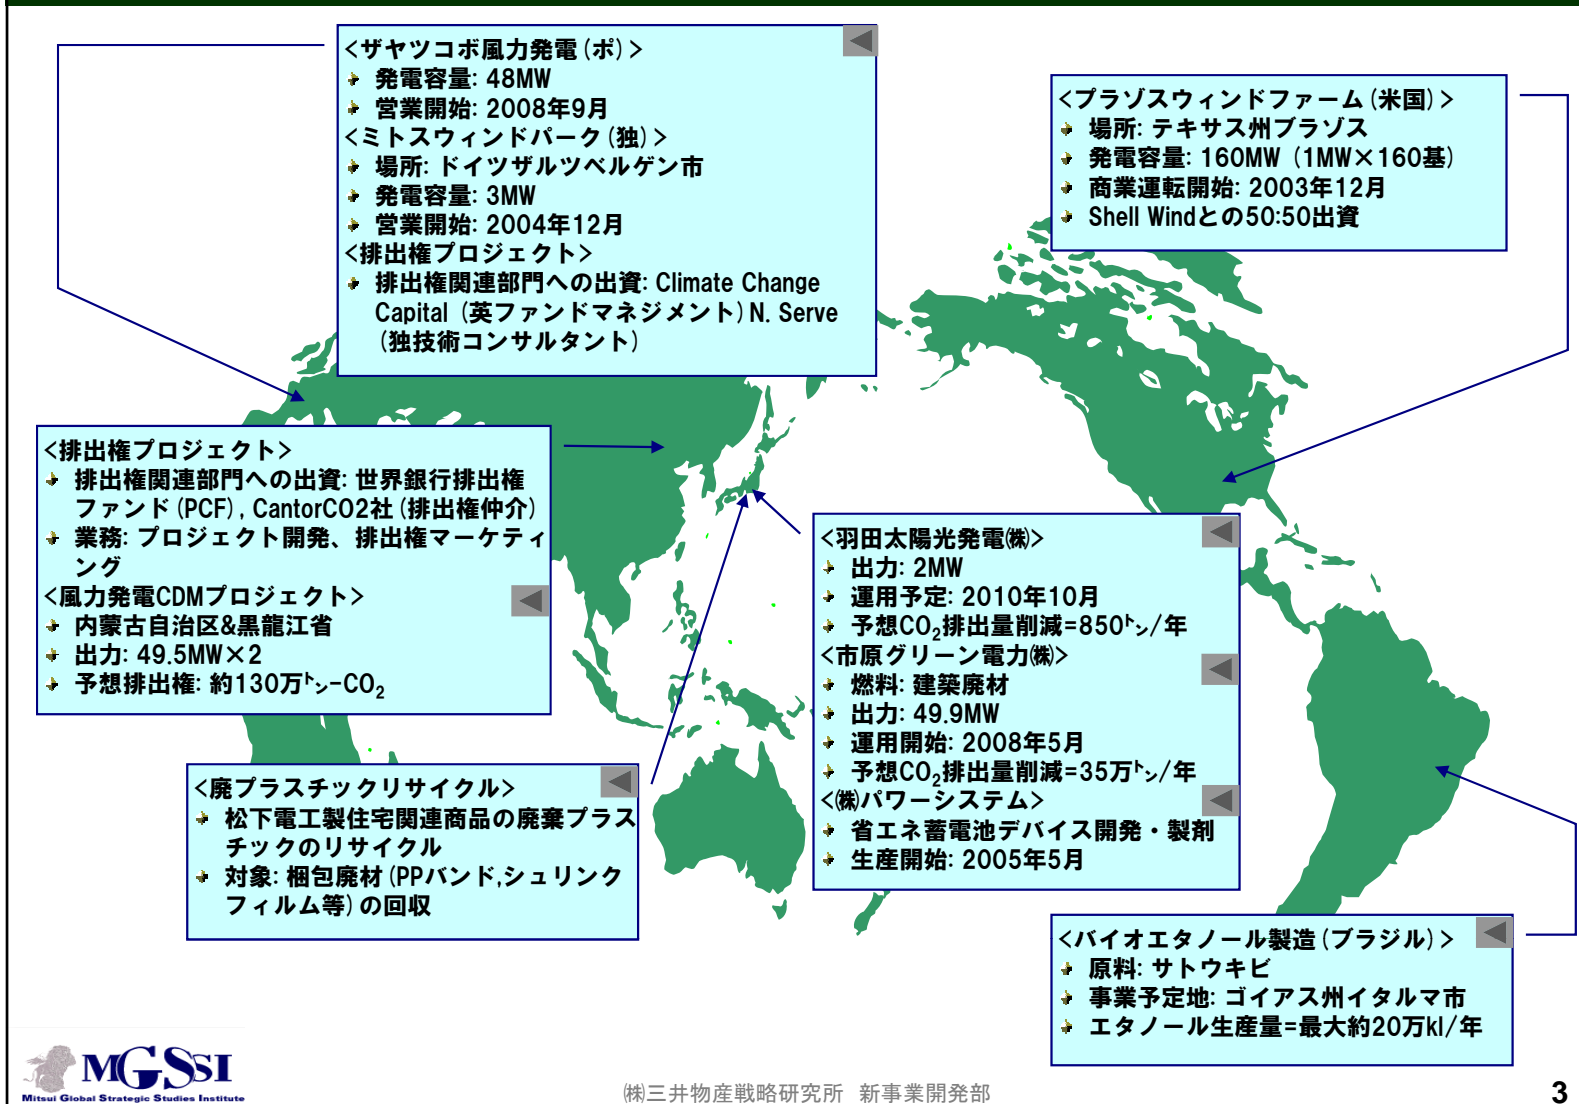 <ザヤツコボ風力発電(ポ)>
発電容量: 48MW
営業開始: 2008年9月
<ミトスウィンドパーク(独)>
場所: ドイツザルツベルゲン市
発電容量: 3MW
営業開始: 2004年12月
<排出権プロジェクト>
排出権関連部門への出資: Climate Change
Capital (英ファンドマネジメント) N. Serve
(独技術コンサルタント)
<プラゾスウィンドファーム(米国)>
場所: テキサス州ブラゾス
発電容量: 160MW (1MW×160基)
商業運転開始: 2003年12月
Shell Windとの50:50出資
<排出権プロジェクト>
排出権関連部門への出資: 世界銀行排出権
ファンド(PCF), CantorCO2社(排出権仲介)
業務: プロジェクト開発、排出権マーケティ
ング
<風力発電CDMプロジェクト>
内蒙古自治区&黒龍江省
出力: 49.5MW×2
予想排出権: 約130万㌧-CO₂
<羽田太陽光発電㈱>
出力: 2MW
運用予定: 2010年10月
予想CO₂排出量削減=850㌧/年
<市原グリーン電力㈱>
燃料: 建築廃材
出力: 49.9MW
運用開始: 2008年5月
予想CO₂排出量削減=35万㌧/年
<㈱パワーシステム>
省エネ蓄電池デバイス開発・製剤
生産開始: 2005年5月
<廃プラスチックリサイクル>
松下電工製住宅関連商品の廃棄プラス
チックのリサイクル
対象: 梱包廃材(PPバンド,シュリンク
フィルム等)の回収
<バイオエタノール製造(ブラジル)>
原料: サトウキビ
事業予定地: ゴイアス州イタルマ市
エタノール生産量=最大約20万kl/年
MGSSI
Mitsui Global Strategic Studies Institute
㈱三井物産戦略研究所 新事業開発部
3